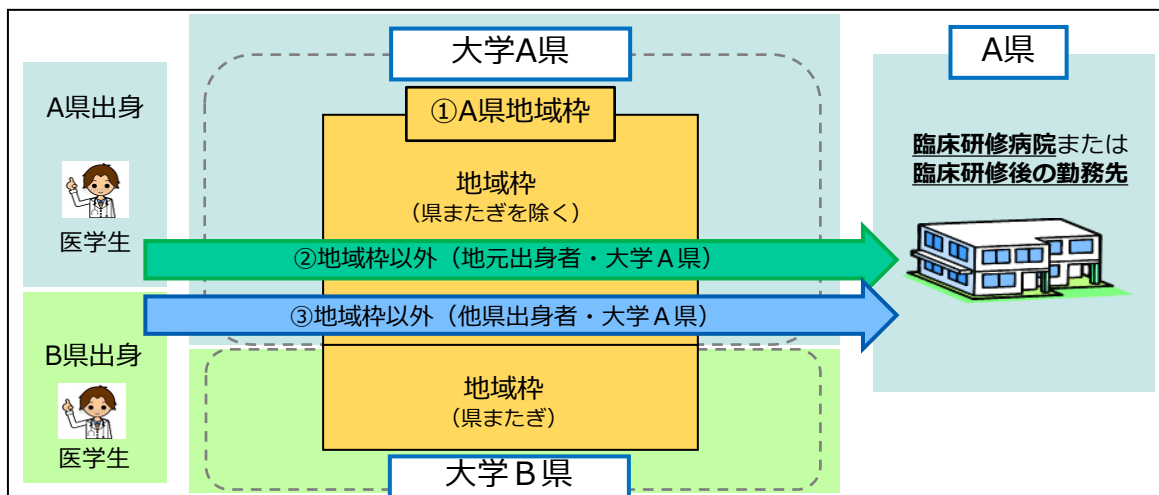 大学A県
A県
A県出身
医学生
①A県地域枠
地域枠
（県またぎを除く）
臨床研修病院または
臨床研修後の勤務先
②地域枠以外（地元出身者・大学Ａ県）
③地域枠以外（他県出身者・大学Ａ県）
B県出身
医学生
地域枠
（県またぎ）
大学Ｂ県